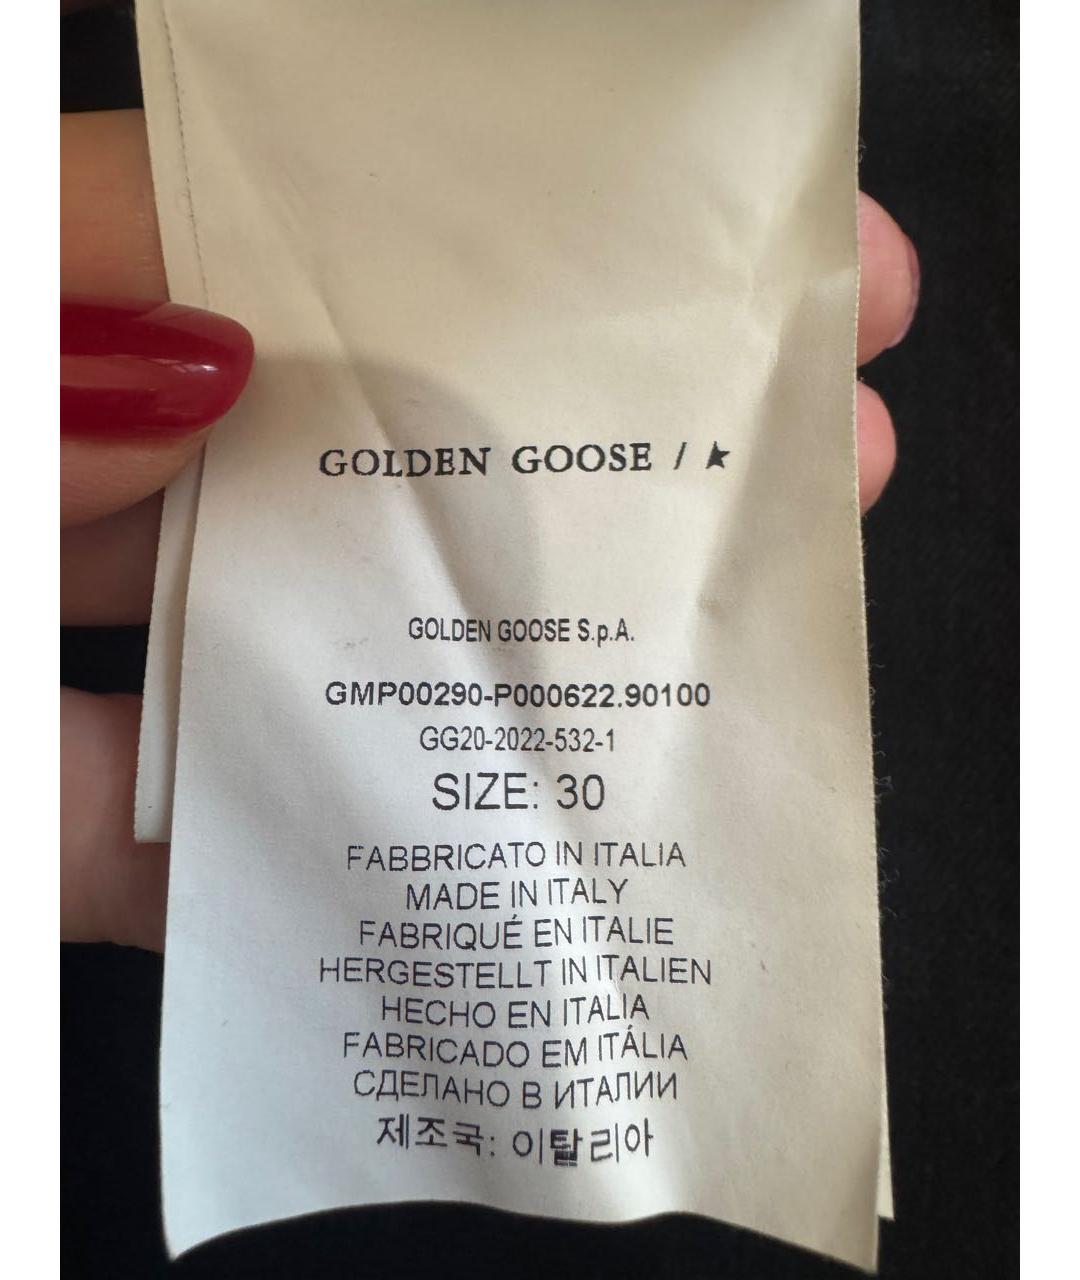 GOLDEN GOOSE / ★
GOLDEN GOOSE S.p.A.
GMP00290-P000622.90100
GG20-2022-532-1
SIZE: 30
FABBRICATO IN ITALIA
MADE IN ITALY
FABRIQUÉ EN ITALIE
HERGESTELLT IN ITALIEN
HECHO EN ITALIA
FABRICADO EM ITÁLIA
СДЕЛАНО В ИТАЛИИ
제조국: 이탈리아